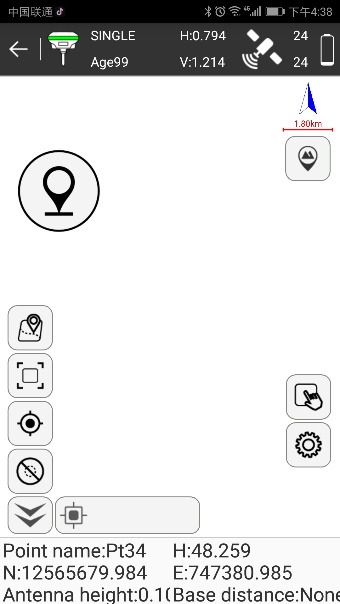 中国联通
4G
下午4:38
SINGLE H:0.794 24
Age99 V:1.214 24
1.80km
Point name:Pt34 H:48.259
N:12565679.984 E:747380.985
Antenna height:0.1( Base distance:None